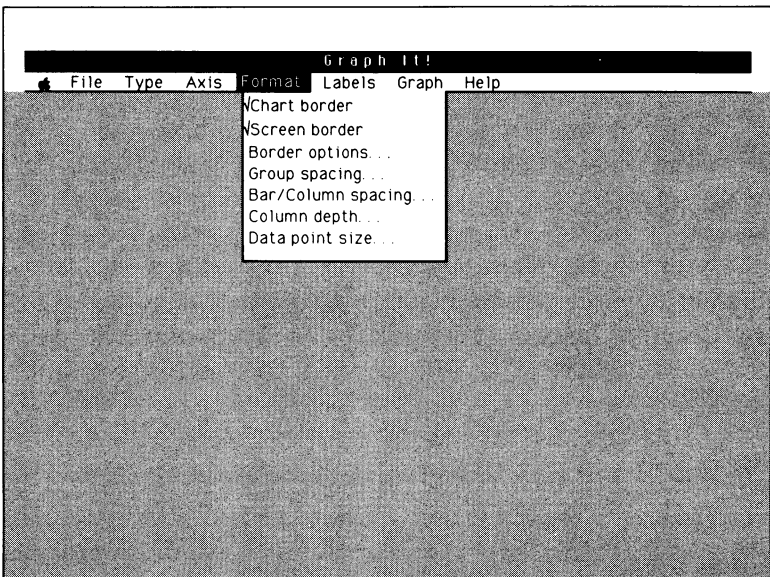 Graph It!
File Type Axis Format Labels Graph Help
√Chart border
√Screen border
Border options...
Group spacing...
Bar/Column spacing...
Column depth...
Data point size...